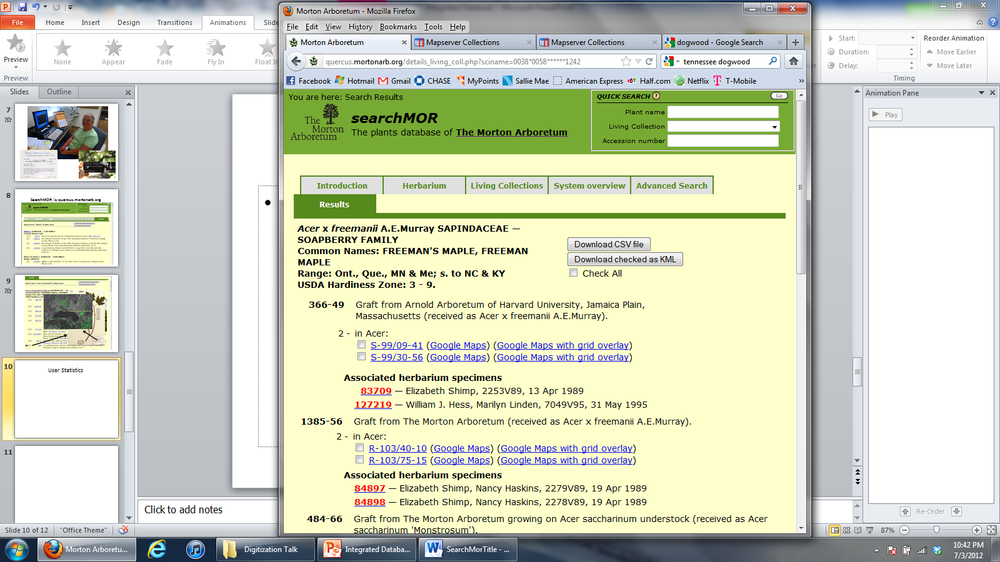 File
Home
Insert
Design
Transitions
Animations
Slide
Preview
None
Appear
Fade
Fly In
Float In
Preview
Start:
Duration:
Delay:
Reorder Animation
Move Earlier
Move Later
Timing
Slides
Outline
7
8
SearchMOR is quercus.mortonarb.org
9
10
User Statistics
11
Click to add notes
Slide 10 of 12
"Office Theme"
87%
Animation Pane
Play
Re-Order
Morton Arboretum - Mozilla Firefox
File Edit View History Bookmarks Tools Help
Morton Arboretum
Mapserver Collections
Mapserver Collections
dogwood - Google Search
quercus.mortonarb.org/details_living_coll.php?sciname=0038*0058******1242
tennessee dogwood
Facebook Hotmail Gmail CHASE MyPoints Sallie Mae American Express Half.com Netflix T-Mobile
You are here: Search Results
The Morton Arboretum
searchMOR
The plants database of The Morton Arboretum
QUICK SEARCH ? Go
Plant name
Living Collection
Accession number
Introduction
Herbarium
Living Collections
System overview
Advanced Search
Results
Acer x freemanii A.E.Murray SAPINDACEAE —
SOAPBERRY FAMILY
Common Names: FREEMAN'S MAPLE, FREEMAN
MAPLE
Range: Ont., Que., MN & Me; s. to NC & KY
USDA Hardiness Zone: 3 - 9.
Download CSV file
Download checked as KML
Check All
366-49 Graft from Arnold Arboretum of Harvard University, Jamaica Plain,
Massachusetts (received as Acer x freemanii A.E.Murray).
2 - in Acer:
S-99/09-41 (Google Maps) (Google Maps with grid overlay)
S-99/30-56 (Google Maps) (Google Maps with grid overlay)
Associated herbarium specimens
83709 — Elizabeth Shimp, 2253V89, 13 Apr 1989
127219 — William J. Hess, Marilyn Linden, 7049V95, 31 May 1995
1385-56 Graft from The Morton Arboretum (received as Acer x freemanii A.E.Murray).
2 - in Acer:
R-103/40-10 (Google Maps) (Google Maps with grid overlay)
R-103/75-15 (Google Maps) (Google Maps with grid overlay)
Associated herbarium specimens
84897 — Elizabeth Shimp, Nancy Haskins, 2279V89, 19 Apr 1989
84898 — Elizabeth Shimp, Nancy Haskins, 2278V89, 19 Apr 1989
484-66 Graft from The Morton Arboretum growing on Acer saccharinum understock (received as Acer
saccharinum 'Monstrosum').
Morton Arboretu...
Digitization Talk
Integrated Databa...
SearchMorTitle - ...
10:42 PM
7/3/2012